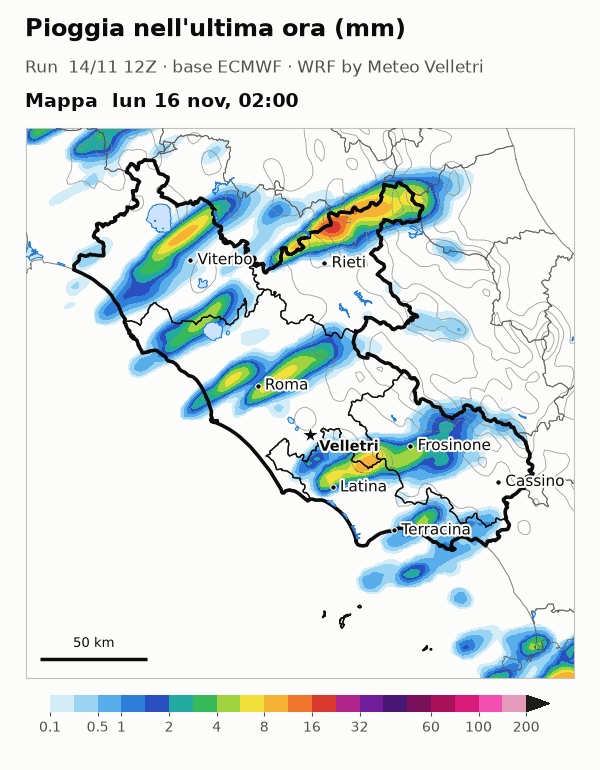 Pioggia nell'ultima ora (mm)
Run  14/11 12Z · base ECMWF · WRF by Meteo Velletri
Mappa  lun 16 nov, 02:00
Viterbo
Rieti
Roma
Velletri
Frosinone
Latina
Cassino
Terracina
50 km
0.1 0.5 1 2 4 8 16 32 60 100 200